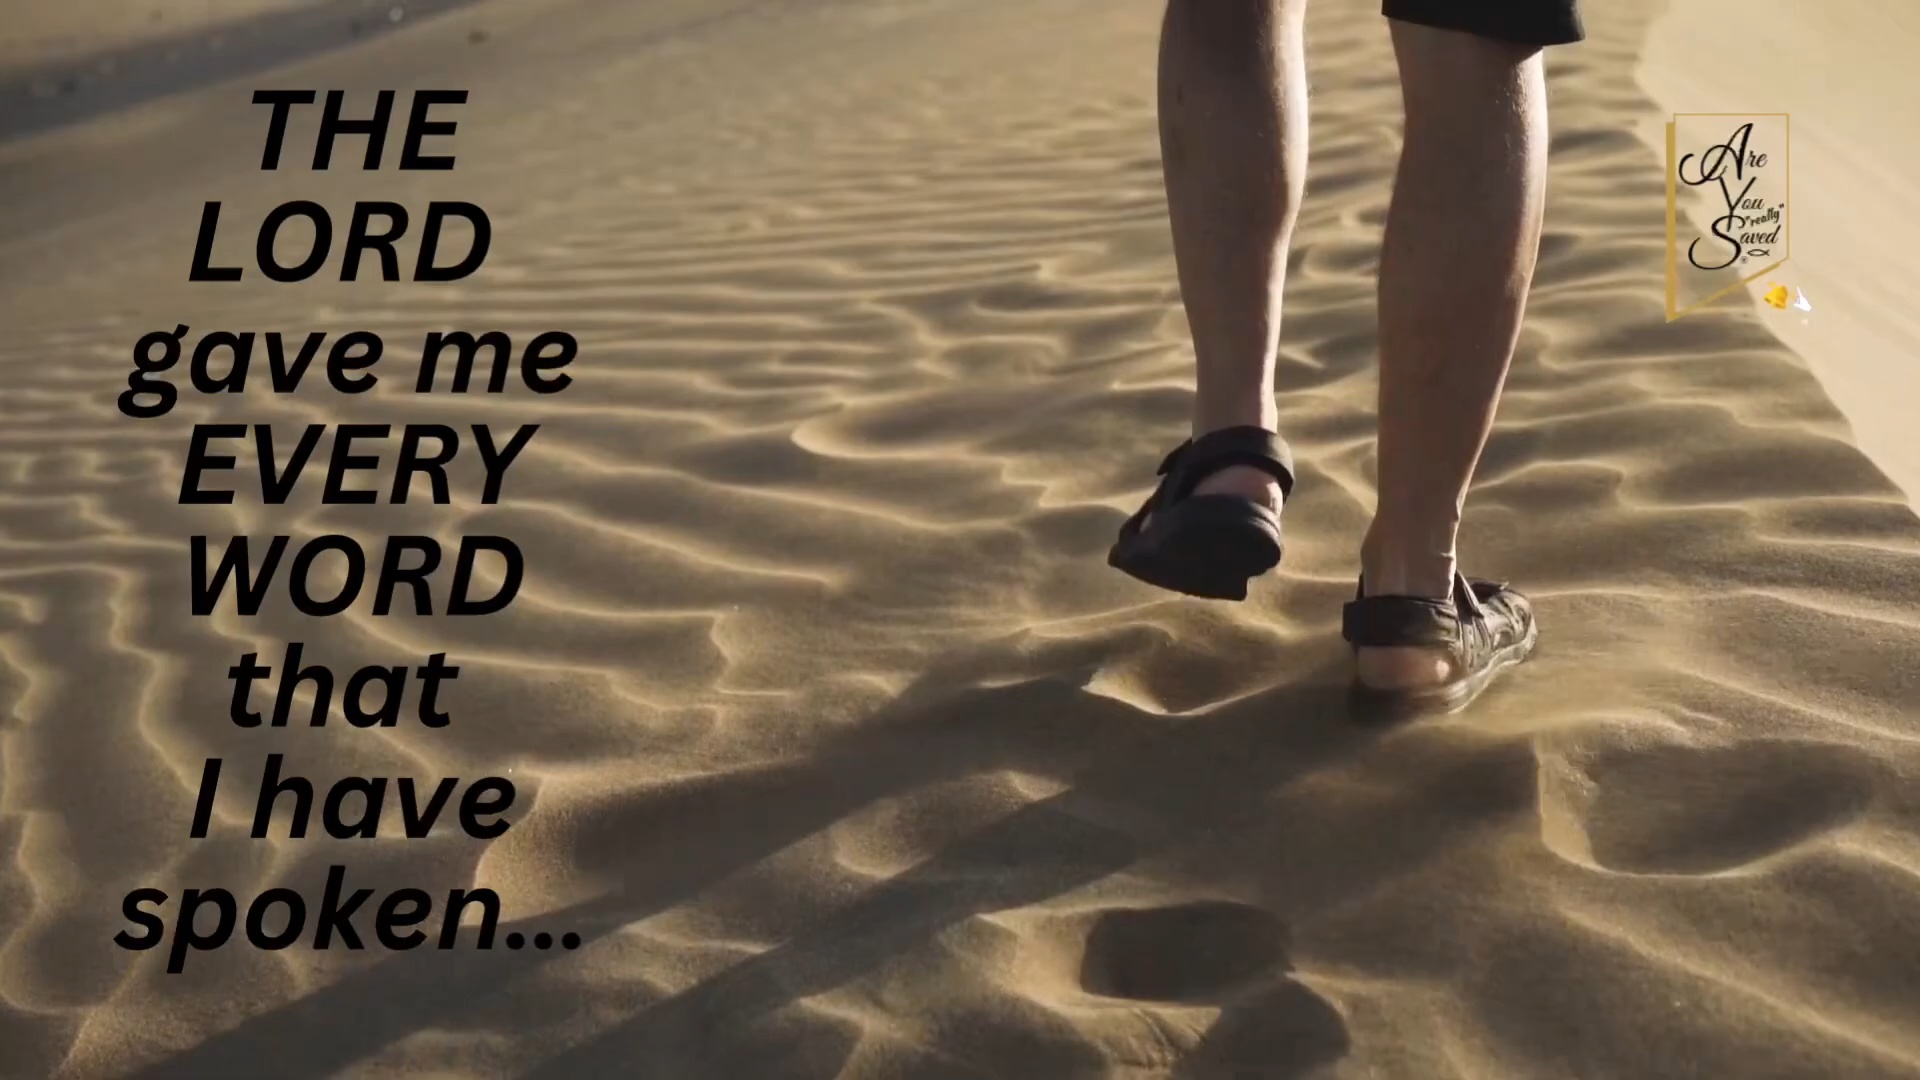 THE
LORD
gave me
EVERY
WORD
that
I have
spoken...
Are
You
"really"
Saved